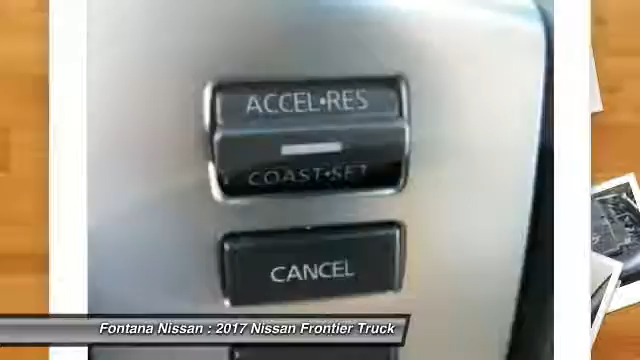 ACCEL•RES
COAST•SET
CANCEL
Fontana Nissan : 2017 Nissan Frontier Truck